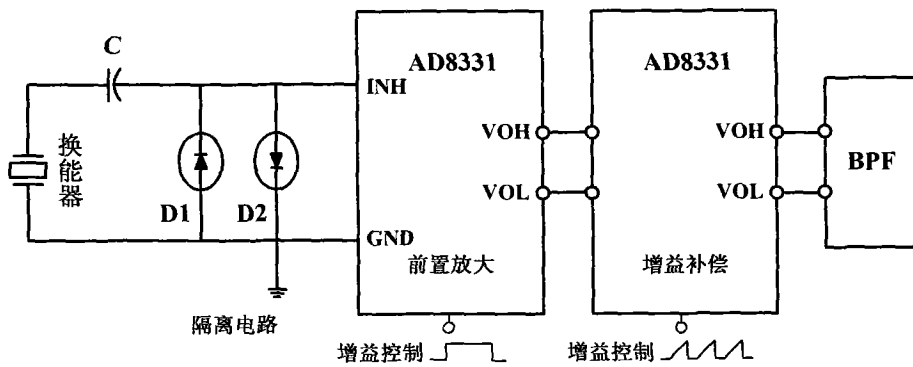 C
AD8331
AD8331
INH
换能器
VOH
VOH
BPF
D1
D2
VOL
VOL
GND
前置放大
增益补偿
隔离电路
增益控制
增益控制